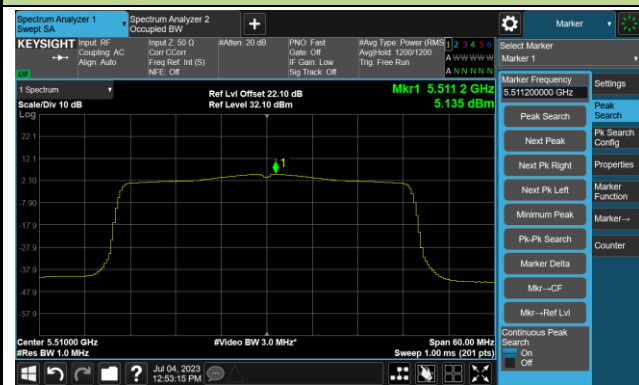 Spectrum Analyzer 1
Swept SA
Spectrum Analyzer 2
Occupied BW
+
Marker
KEYSIGHT
Input: RF
Coupling: AC
Align: Auto
Input Z: 50 Ω
Corr CCorr
Freq Ref: Int (S)
NFE: Off
#Atten: 20 dB
PNO: Fast
Gate: Off
IF Gain: Low
Sig Track: Off
#Avg Type: Power (RMS
Avg|Hold: 1200/1200
Trig: Free Run
1 2 3 4 5 6
A W W W W W
A N N N N N
Select Marker
Marker 1
1 Spectrum
Scale/Div 10 dB
Log
Ref Lvl Offset 22.10 dB
Ref Level 32.10 dBm
Mkr1 5.511 2 GHz
5.135 dBm
22.1
12.1
2.10
-7.90
-17.9
-27.9
-37.9
-47.9
-57.9
1
Center 5.51000 GHz
#Res BW 1.0 MHz
#Video BW 3.0 MHz*
Span 60.00 MHz
Sweep 1.00 ms (201 pts)
Marker Frequency
5.511200000 GHz
Peak Search
Next Peak
Next Pk Right
Next Pk Left
Minimum Peak
Pk-Pk Search
Marker Delta
Mkr→CF
Mkr→Ref Lvl
Continuous Peak
Search
On
Off
Settings
Peak
Search
Pk Search
Config
Properties
Marker
Function
Marker→
Counter
?
Jul 04, 2023
12:53:15 PM